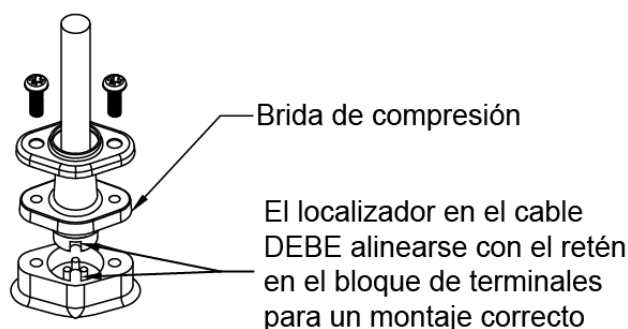 Brida de compresión
El localizador en el cable
DEBE alinearse con el retén
en el bloque de terminales
para un montaje correcto